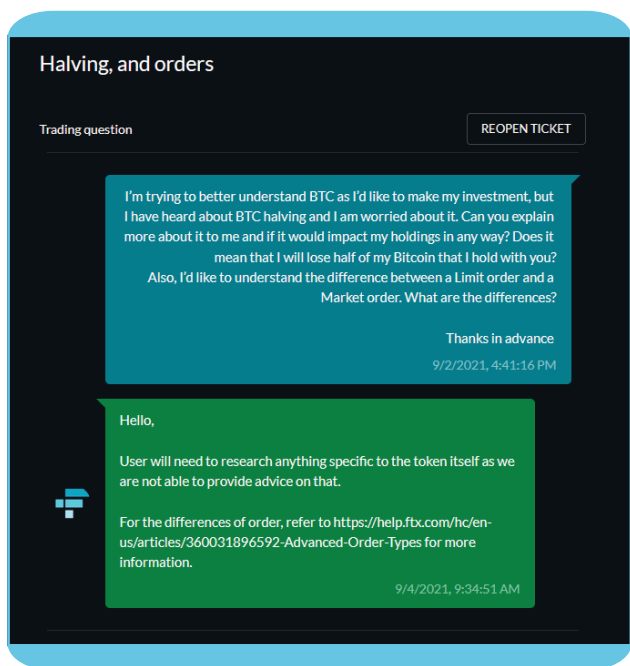 Halving, and orders
Trading question
REOPEN TICKET
I'm trying to better understand BTC as I'd like to make my investment, but
I have heard about BTC halving and I am worried about it. Can you explain
more about it to me and if it would impact my holdings in any way? Does it
mean that I will lose half of my Bitcoin that I hold with you?
Also, I'd like to understand the difference between a Limit order and a
Market order. What are the differences?
Thanks in advance
9/2/2021, 4:41:16 PM
Hello,
User will need to research anything specific to the token itself as we
are not able to provide advice on that.
For the differences of order, refer to https://help.ftx.com/hc/en-
us/articles/360031896592-Advanced-Order-Types for more
information.
9/4/2021, 9:34:51 AM